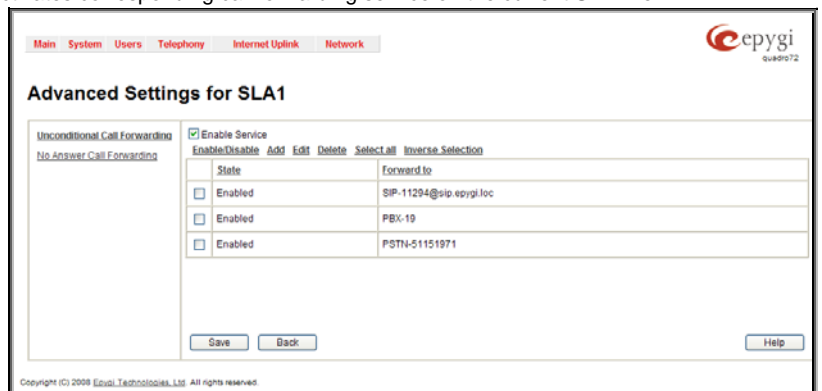 Main System Users Telephony Internet Uplink Network
epygi
quadro72
Advanced Settings for SLA1
Unconditional Call Forwarding
No Answer Call Forwarding
Enable Service
Enable/Disable Add Edit Delete Select all Inverse Selection
State Forward to
Enabled SIP-11294@sip.epygi.loc
Enabled PBX-19
Enabled PSTN-51151971
Save Back Help
Copyright (C) 2008 Epygi Technologies, Ltd. All rights reserved.